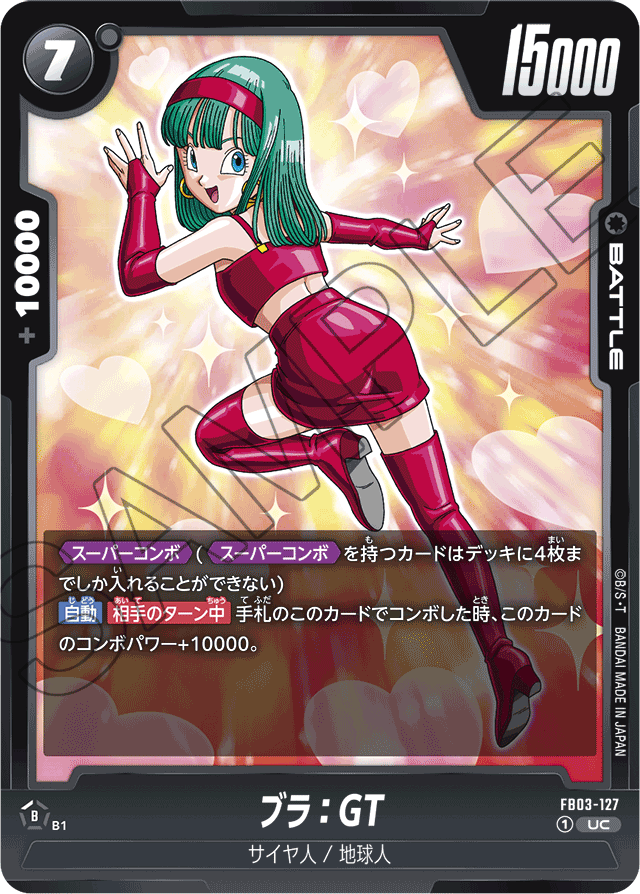 7
15000
+ 10000
BATTLE
SAMPLE
スーパーコンボ ( スーパーコンボ を持つカードはデッキに4枚ま
でしか入れることができない)
自動 相手のターン中 手札のこのカードでコンボした時、このカード
のコンボパワー+10000。
©B/S・T BANDAI MADE IN JAPAN
B B1
ブラ:GT
FB03-127
1 UC
サイヤ人 / 地球人